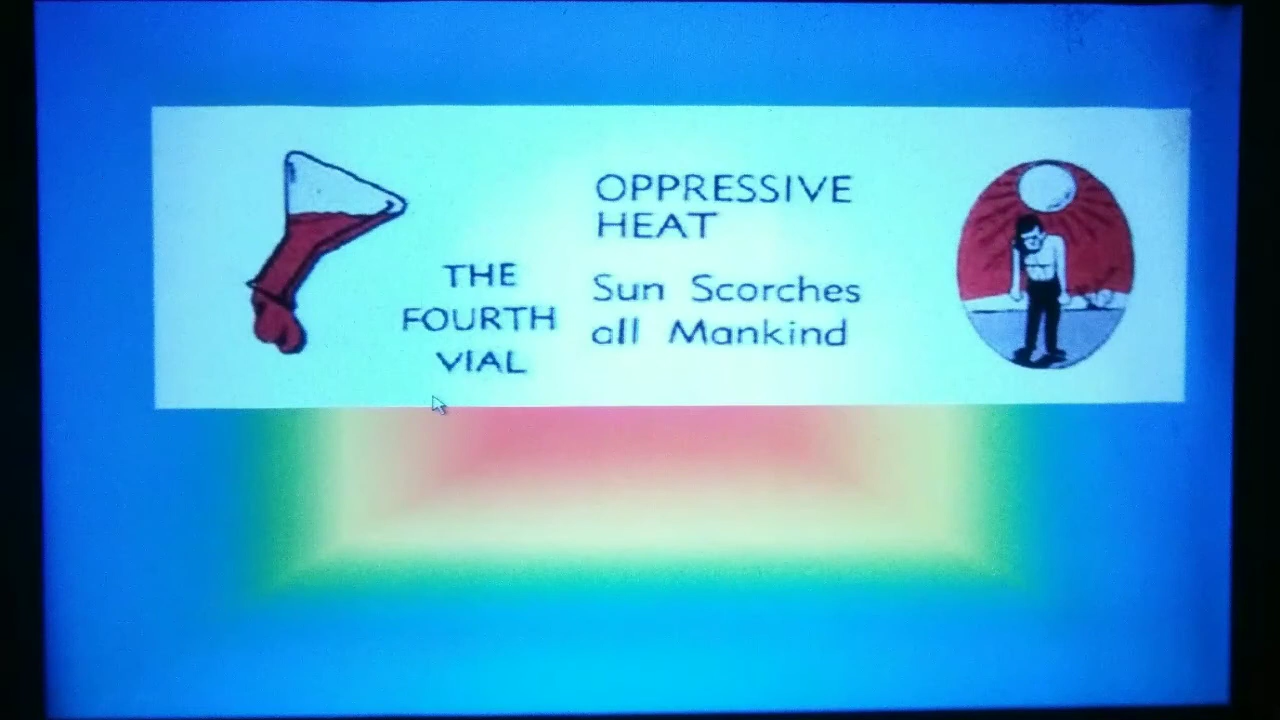 THE
FOURTH
VIAL
OPPRESSIVE
HEAT
Sun Scorches
all Mankind